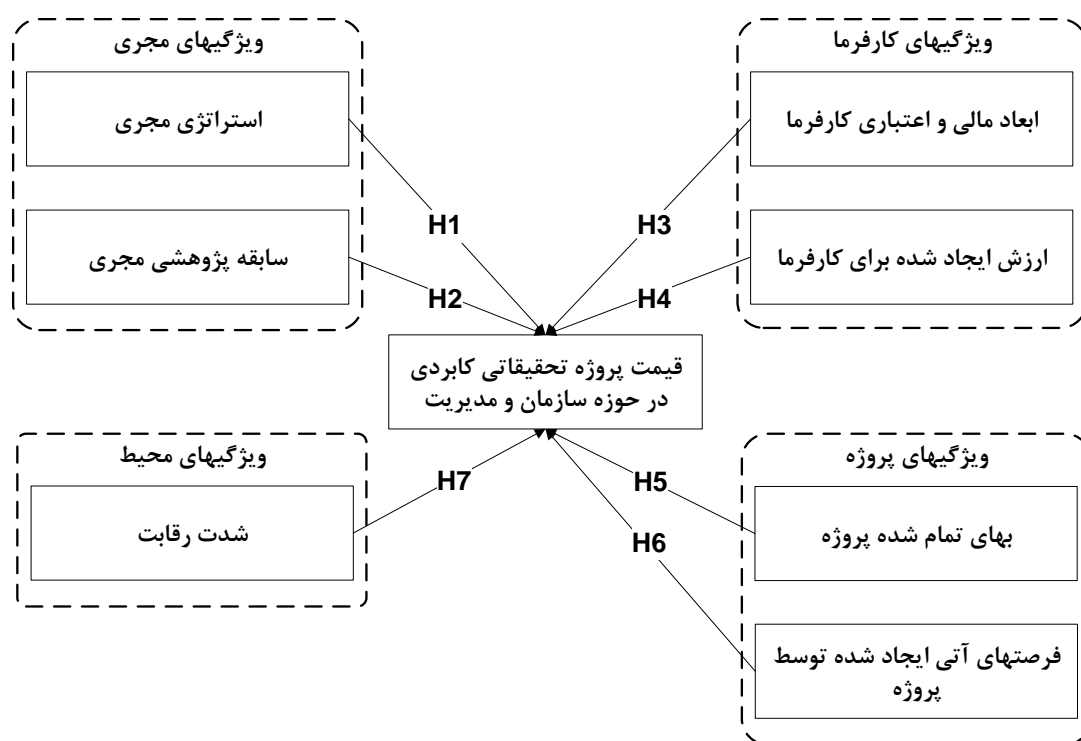 ویژگیهای کارفرما
ابعاد مالی و اعتباری کارفرما
ارزش ایجاد شده برای کارفرما
ویژگیهای مجری
استراتژی مجری
سابقه پژوهشی مجری
H3
H1
H4
H2
قیمت پروژه تحقیقاتی کابردی
در حوزه سازمان و مدیریت
H5
H7
H6
ویژگیهای پروژه
بهای تمام شده پروژه
فرصتهای آتی ایجاد شده توسط
پروژه
ویژگیهای محیط
شدت رقابت